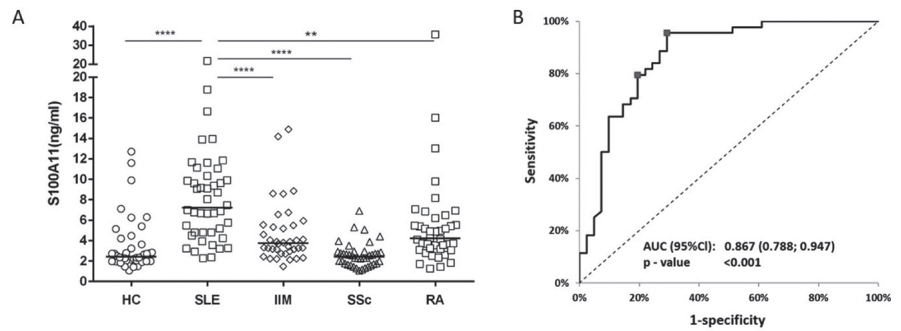 A
S100A11(ng/ml)
40
30
20
20
18
16
14
12
10
8
6
4
2
0
****
**
****
****
HC SLE IIM SSc RA
B
Sensitivity
100%
80%
60%
40%
20%
0%
AUC (95%CI): 0.867 (0.788; 0.947)
p - value <0.001
0% 20% 40% 60% 80% 100%
1-specificity